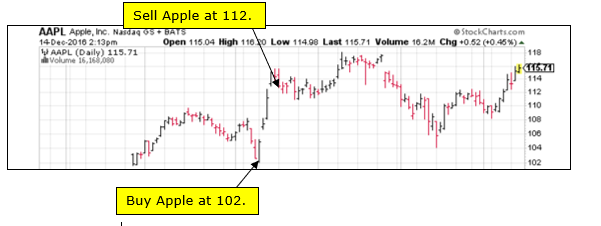 Sell Apple at 112.
AAPL Apple, Inc. Nasdaq GS + BATS
© StockCharts.com
14-Dec-2016 2:13pm
Open 115.04 High 116.20 Low 114.98 Last 115.71 Volume 16.2M Chg +0.52 (+0.45%)
AAPL (Daily) 115.71
Volume 16,168,080
118
115.71
114
112
110
108
106
104
102
Buy Apple at 102.